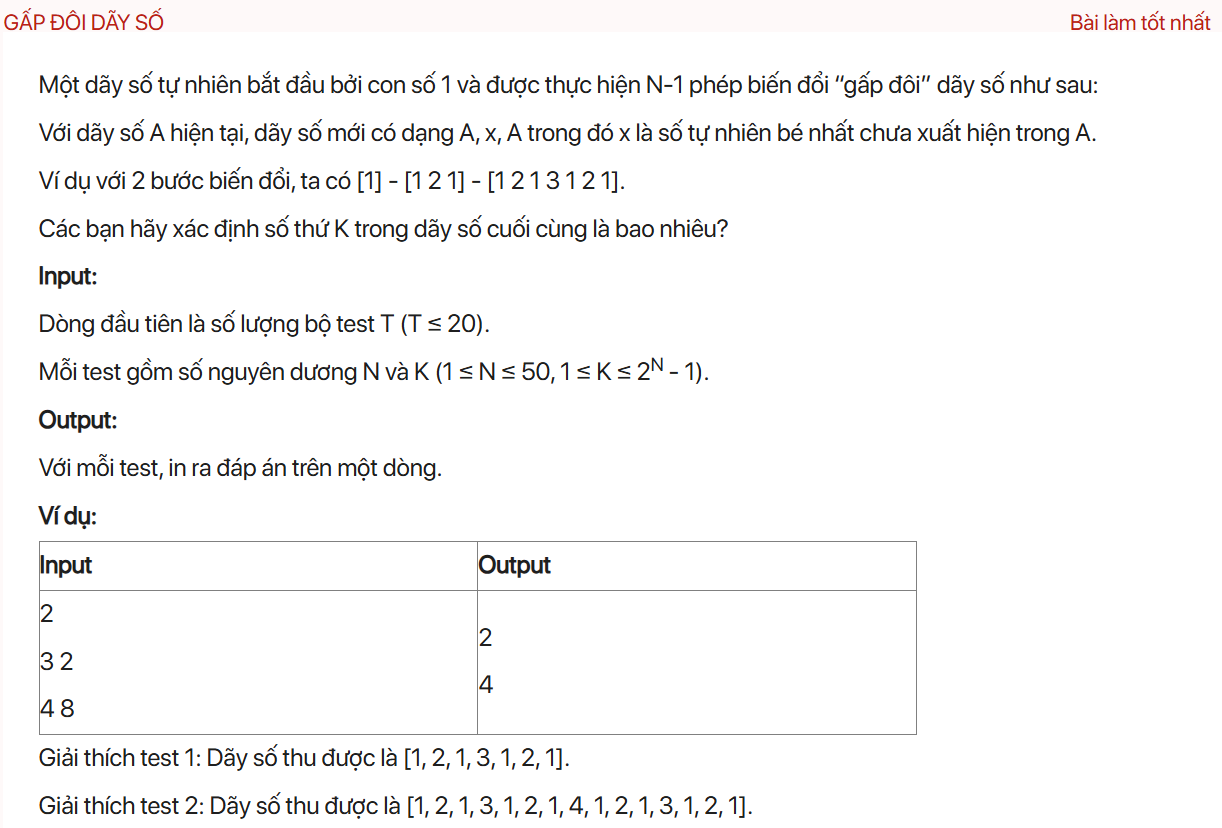 GẤP ĐÔI DÃY SỐ
Bài làm tốt nhất
Một dãy số tự nhiên bắt đầu bởi con số 1 và được thực hiện N-1 phép biến đổi “gấp đôi” dãy số như sau:
Với dãy số A hiện tại, dãy số mới có dạng A, x, A trong đó x là số tự nhiên bé nhất chưa xuất hiện trong A.
Ví dụ với 2 bước biến đổi, ta có [1] - [1 2 1] - [1 2 1 3 1 2 1].
Các bạn hãy xác định số thứ K trong dãy số cuối cùng là bao nhiêu?
Input:
Dòng đầu tiên là số lượng bộ test T (T ≤ 20).
Mỗi test gồm số nguyên dương N và K (1 ≤ N ≤ 50, 1 ≤ K ≤ 2^N - 1).
Output:
Với mỗi test, in ra đáp án trên một dòng.
Ví dụ:
Input Output
2
3 2
4 8
2
4
Giải thích test 1: Dãy số thu được là [1, 2, 1, 3, 1, 2, 1].
Giải thích test 2: Dãy số thu được là [1, 2, 1, 3, 1, 2, 1, 4, 1, 2, 1, 3, 1, 2, 1].